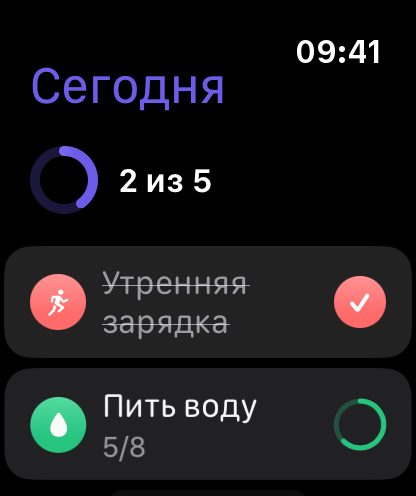 09:41
Сегодня
2 из 5
Утренняя
зарядка
Пить воду
5/8